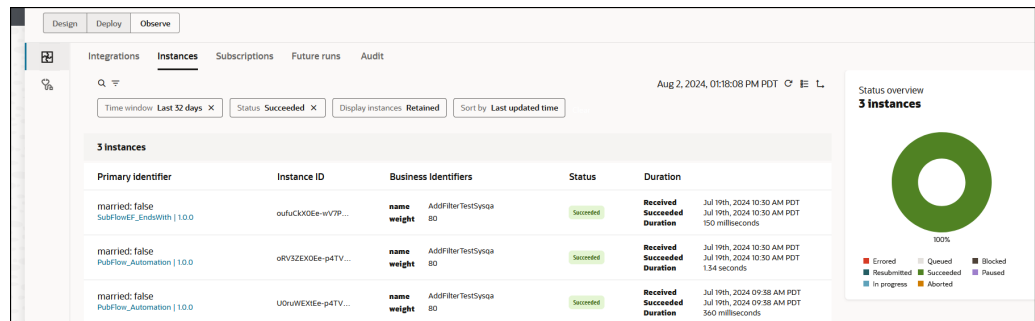 Design Deploy Observe
Integrations Instances Subscriptions Future runs Audit
Aug 2, 2024, 01:18:08 PM PDT
Time window Last 32 days X Status Succeeded X Display instances Retained Sort by Last updated time
3 instances
Primary identifier Instance ID Business Identifiers Status Duration
married: false
SubFlowEF_EndsWith | 1.0.0
oufuCkX0Ee-wV7P...
name AddFilterTestSysqa
weight 80
Succeeded
Received Jul 19th, 2024 10:30 AM PDT
Succeeded Jul 19th, 2024 10:30 AM PDT
Duration 150 milliseconds
married: false
PubFlow_Automation | 1.0.0
oRV3ZEX0Ee-p4TV...
name AddFilterTestSysqa
weight 80
Succeeded
Received Jul 19th, 2024 10:30 AM PDT
Succeeded Jul 19th, 2024 10:30 AM PDT
Duration 1.34 seconds
married: false
PubFlow_Automation | 1.0.0
U0ruWEXtEe-p4TV...
name AddFilterTestSysqa
weight 80
Succeeded
Received Jul 19th, 2024 09:38 AM PDT
Succeeded Jul 19th, 2024 09:38 AM PDT
Duration 360 milliseconds
Status overview
3 instances
100%
Errored Queued Blocked
Resubmitted Succeeded Paused
In progress Aborted